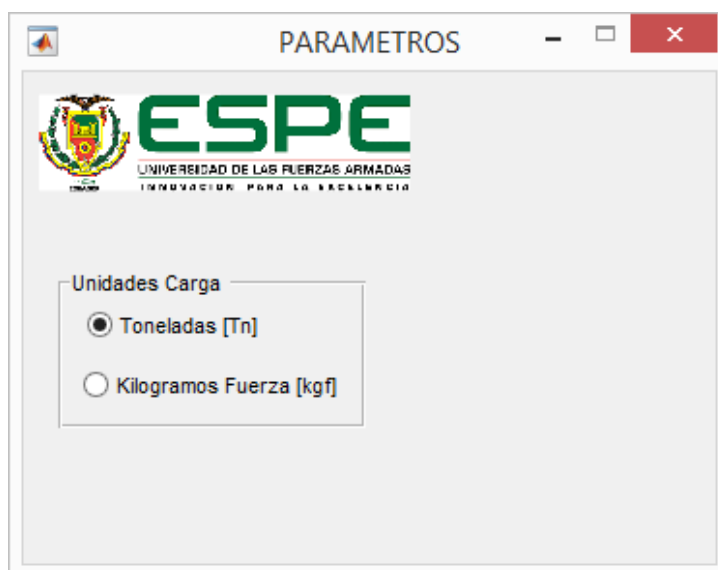 PARAMETROS
ESPE
UNIVERSIDAD DE LAS FUERZAS ARMADAS
INNOVACION PARA LA EXCELENCIA
Unidades Carga
Toneladas [Tn]
Kilogramos Fuerza [kgf]